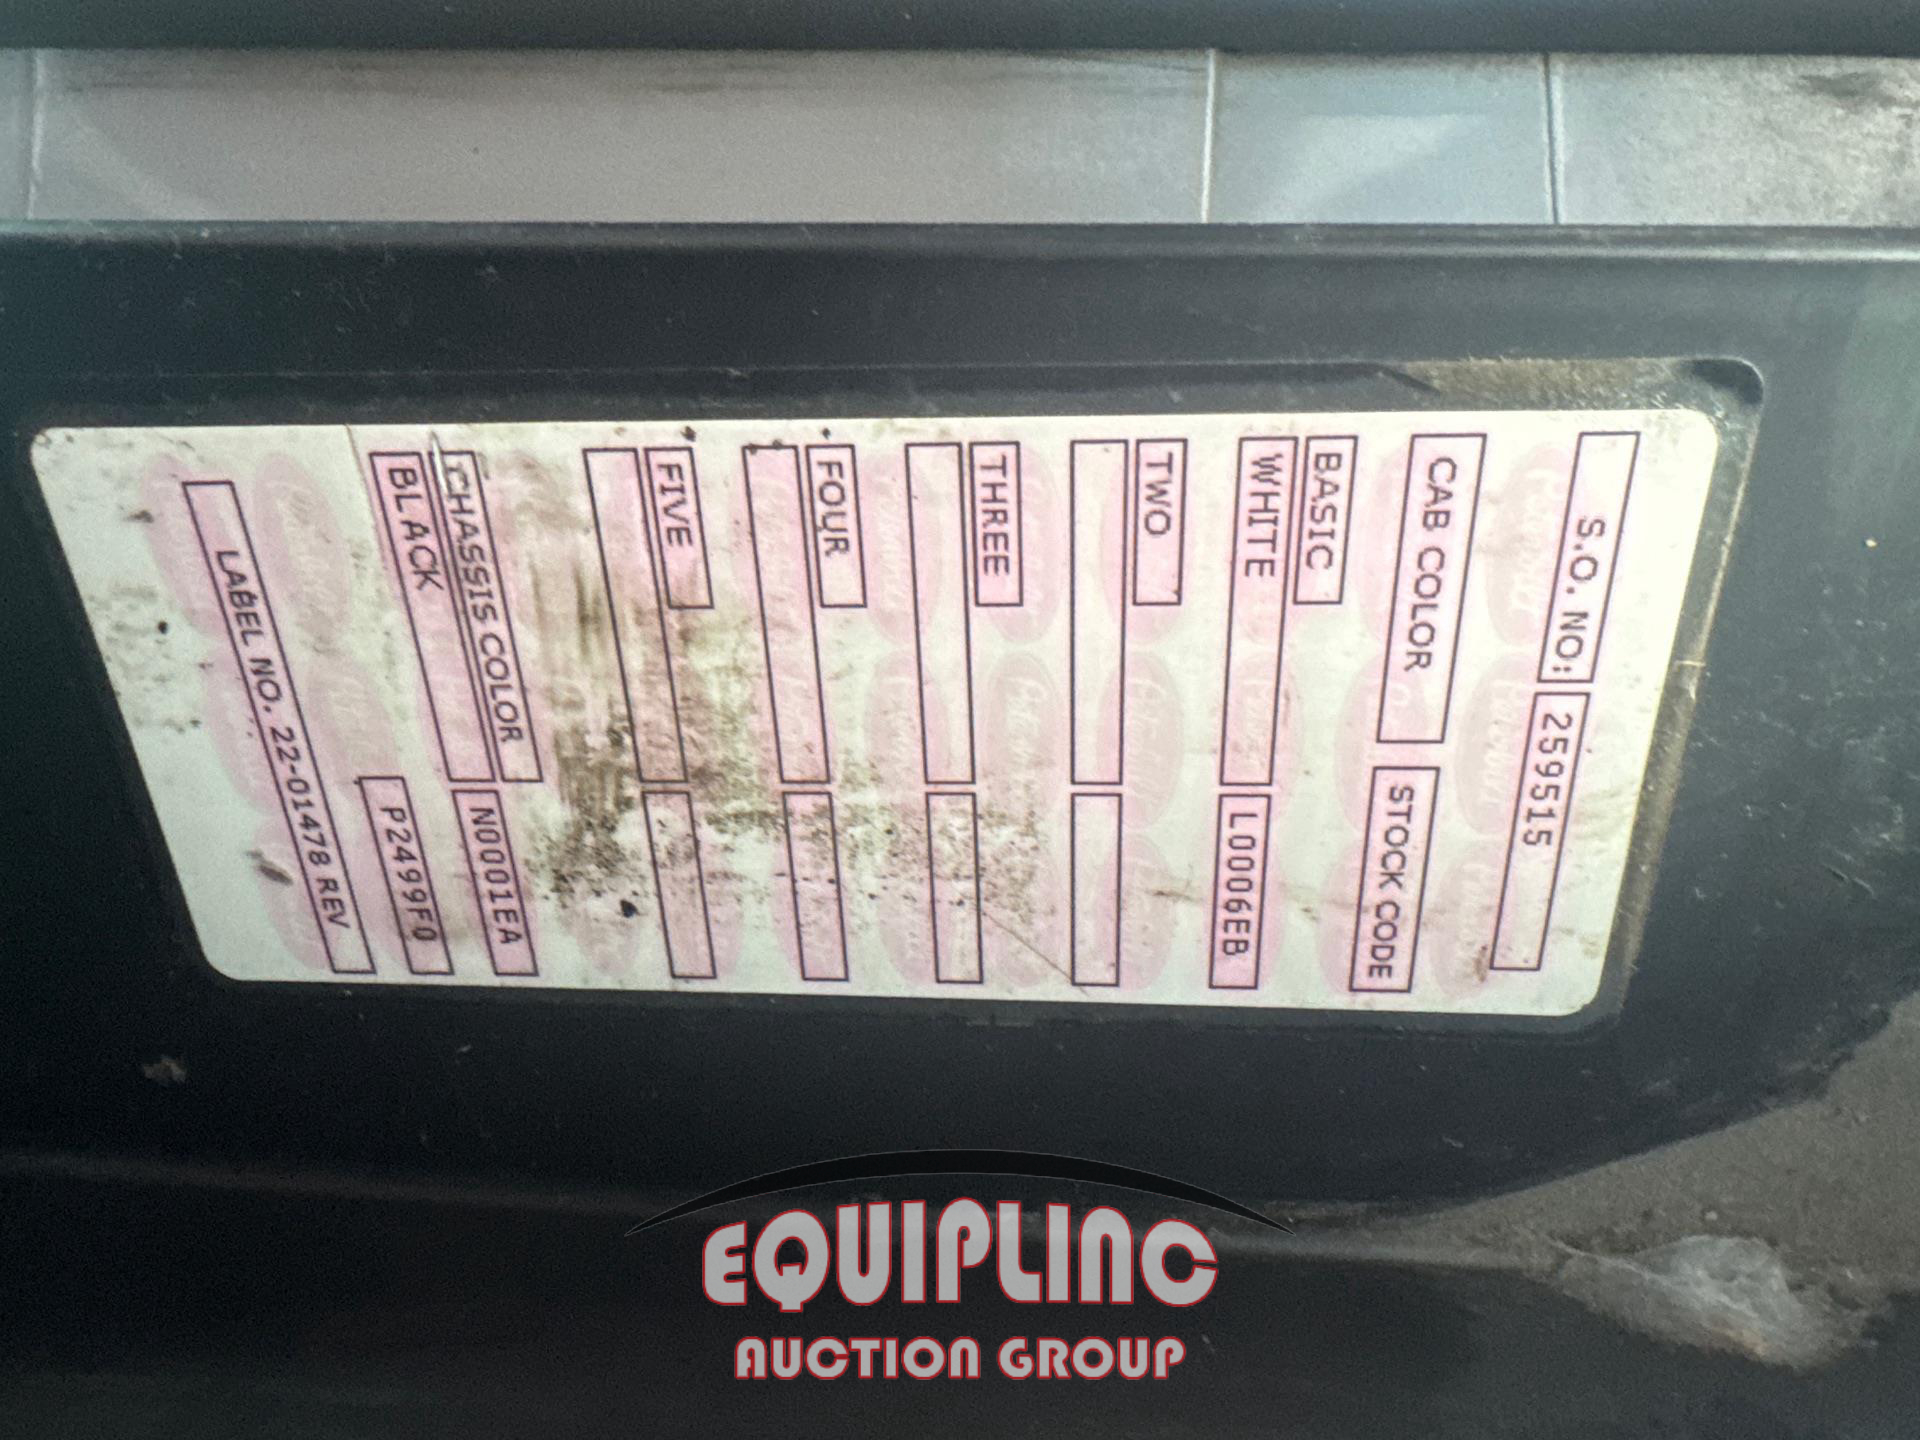 S.O. NO: 259515
CAB COLOR STOCK CODE
BASIC
WHITE L0006EB
TWO
THREE
FOUR
FIVE
CHASSIS COLOR
BLACK N0001EA
P2499F0
LABEL NO. 22-01478 REV
EQUIPLINC
AUCTION GROUP